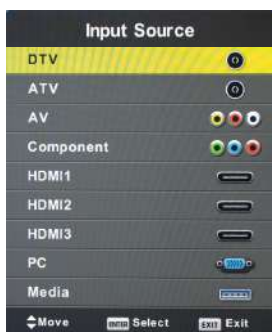 Input Source
DTV
ATV
AV
Component
HDMI1
HDMI2
HDMI3
PC
Media
Move ENTER Select EXIT Exit